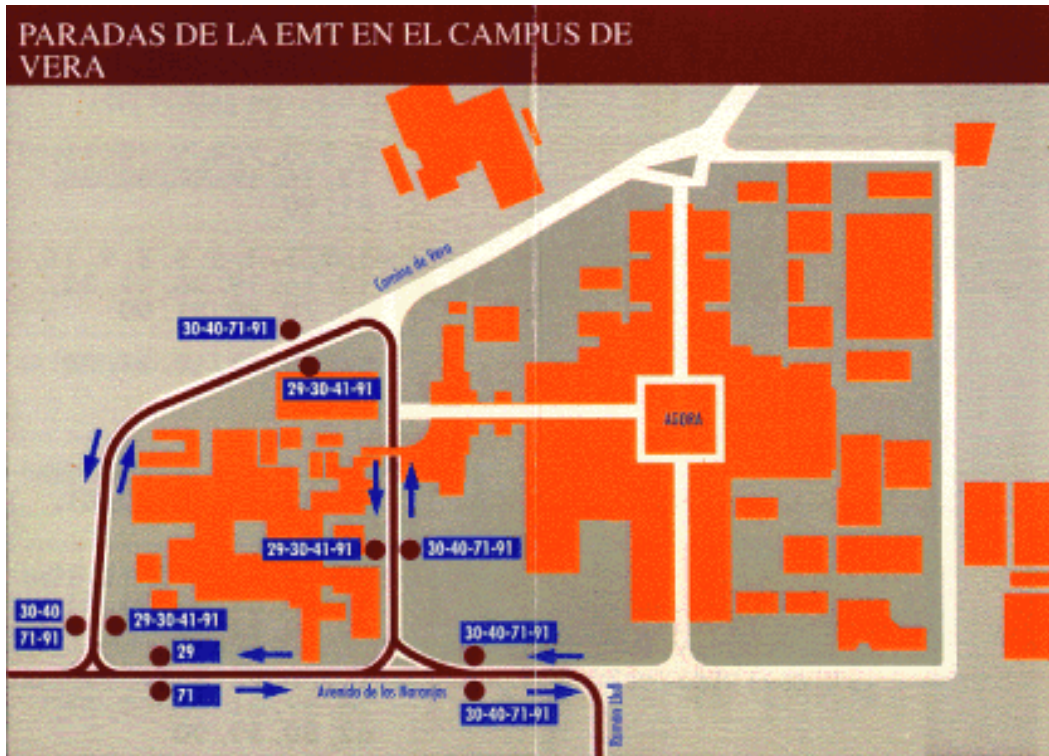 PARADAS DE LA EMT EN EL CAMPUS DE
VERA
Camino de Vera
30-40-71-91
29-30-41-91
AGORA
29-30-41-91
30-40-71-91
30-40
71-91
29-30-41-91
29
30-40-71-91
71
Avenida de los Naranjos
30-40-71-91
Ramon Llull